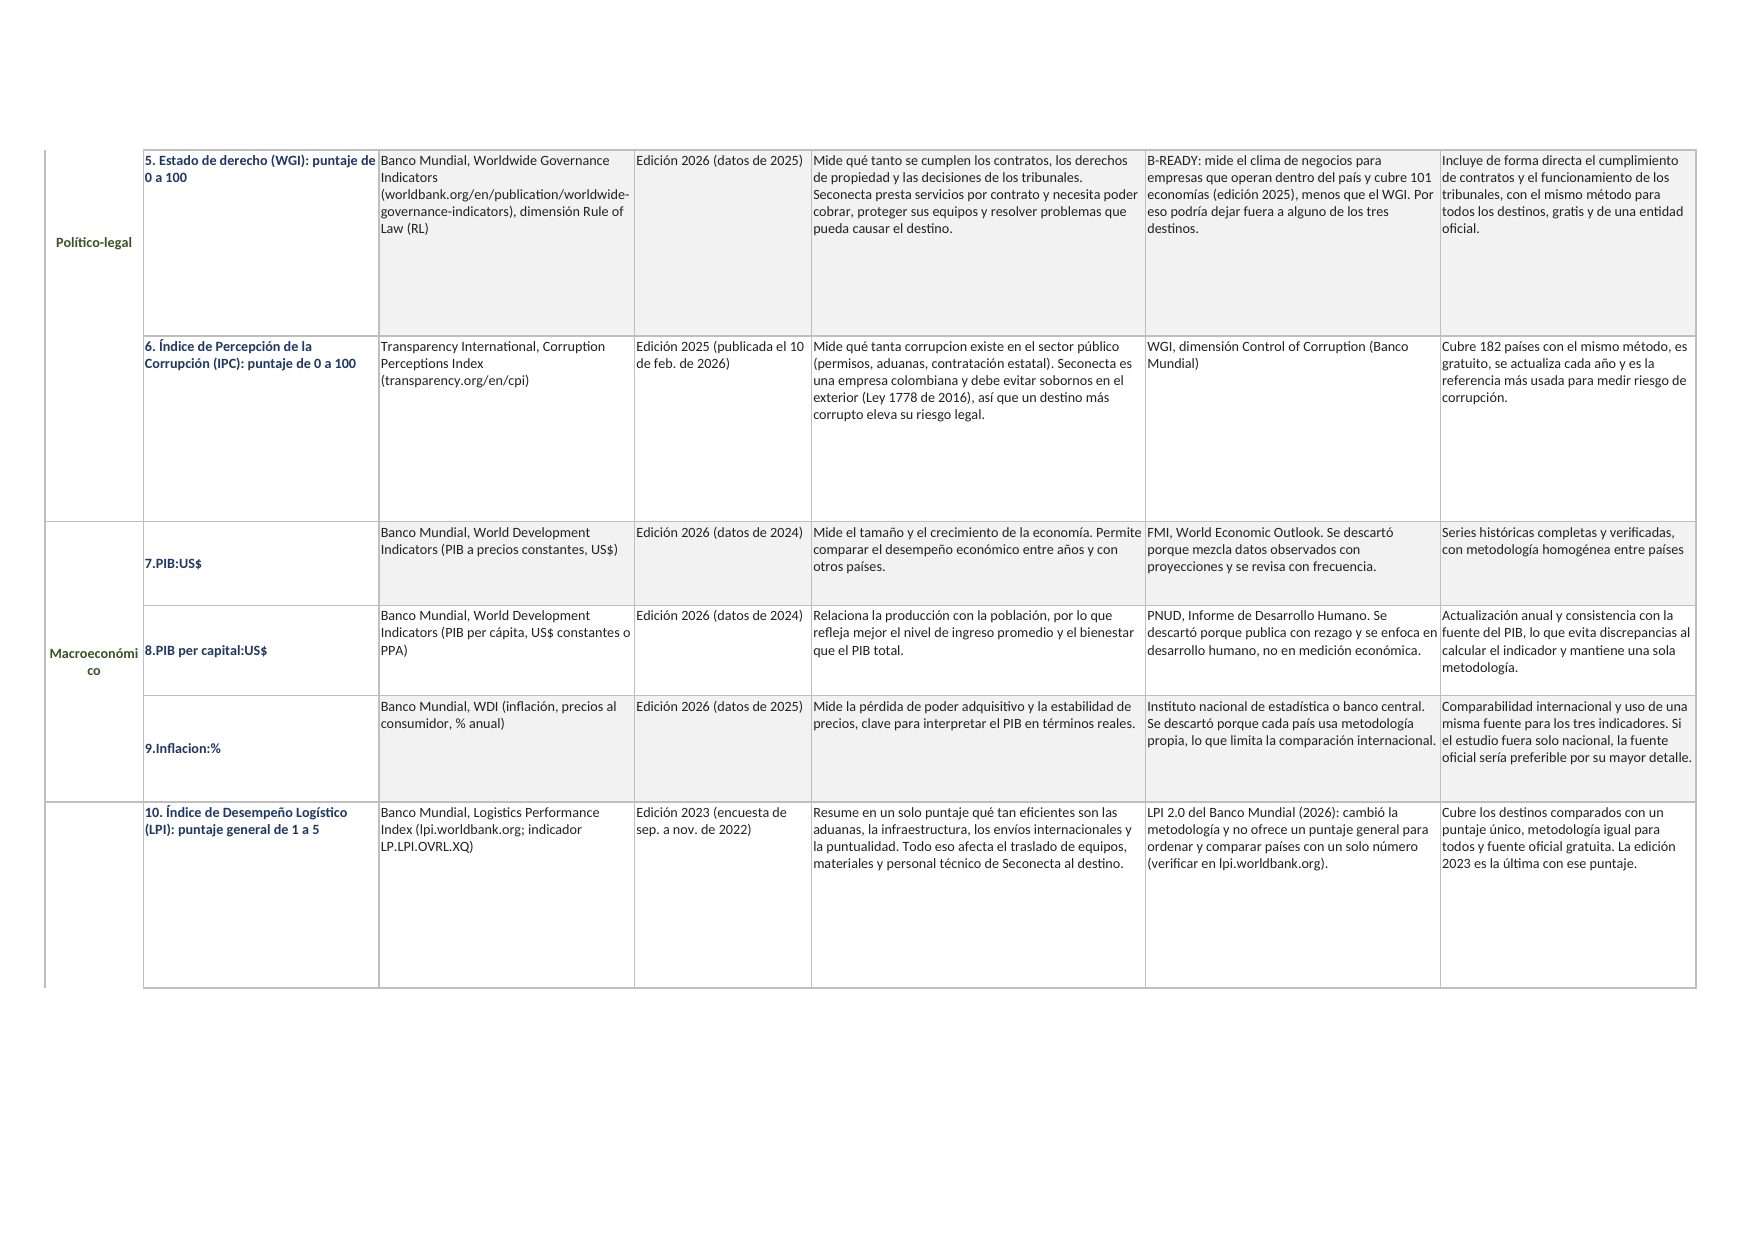 Político-legal
5. Estado de derecho (WGI): puntaje de
0 a 100
Banco Mundial, Worldwide Governance
Indicators
(worldbank.org/en/publication/worldwide-
governance-indicators), dimensión Rule of
Law (RL)
Edición 2026 (datos de 2025)
Mide qué tanto se cumplen los contratos, los derechos
de propiedad y las decisiones de los tribunales.
Seconecta presta servicios por contrato y necesita poder
cobrar, proteger sus equipos y resolver problemas que
pueda causar el destino.
B-READY: mide el clima de negocios para
empresas que operan dentro del país y cubre 101
economías (edición 2025), menos que el WGI. Por
eso podría dejar fuera a alguno de los tres
destinos.
Incluye de forma directa el cumplimiento
de contratos y el funcionamiento de los
tribunales, con el mismo método para
todos los destinos, gratis y de una entidad
oficial.
6. Índice de Percepción de la
Corrupción (IPC): puntaje de 0 a 100
Transparency International, Corruption
Perceptions Index
(transparency.org/en/cpi)
Edición 2025 (publicada el 10
de feb. de 2026)
Mide qué tanta corrupcion existe en el sector público
(permisos, aduanas, contratación estatal). Seconecta es
una empresa colombiana y debe evitar sobornos en el
exterior (Ley 1778 de 2016), así que un destino más
corrupto eleva su riesgo legal.
WGI, dimensión Control of Corruption (Banco
Mundial)
Cubre 182 países con el mismo método, es
gratuito, se actualiza cada año y es la
referencia más usada para medir riesgo de
corrupción.
Macroeconómi
co
7.PIB:US$
Banco Mundial, World Development
Indicators (PIB a precios constantes, US$)
Edición 2026 (datos de 2024)
Mide el tamaño y el crecimiento de la economía. Permite
comparar el desempeño económico entre años y con
otros países.
FMI, World Economic Outlook. Se descartó
porque mezcla datos observados con
proyecciones y se revisa con frecuencia.
Series históricas completas y verificadas,
con metodología homogénea entre países
8.PIB per capital:US$
Banco Mundial, World Development
Indicators (PIB per cápita, US$ constantes o
PPA)
Edición 2026 (datos de 2024)
Relaciona la producción con la población, por lo que
refleja mejor el nivel de ingreso promedio y el bienestar
que el PIB total.
PNUD, Informe de Desarrollo Humano. Se
descartó porque publica con rezago y se enfoca en
desarrollo humano, no en medición económica.
Actualización anual y consistencia con la
fuente del PIB, lo que evita discrepancias al
calcular el indicador y mantiene una sola
metodología.
9.Inflacion:%
Banco Mundial, WDI (inflación, precios al
consumidor, % anual)
Edición 2026 (datos de 2025)
Mide la pérdida de poder adquisitivo y la estabilidad de
precios, clave para interpretar el PIB en términos reales.
Instituto nacional de estadística o banco central.
Se descartó porque cada país usa metodología
propia, lo que limita la comparación internacional.
Comparabilidad internacional y uso de una
misma fuente para los tres indicadores. Si
el estudio fuera solo nacional, la fuente
oficial sería preferible por su mayor detalle.
10. Índice de Desempeño Logístico
(LPI): puntaje general de 1 a 5
Banco Mundial, Logistics Performance
Index (lpi.worldbank.org; indicador
LP.LPI.OVRL.XQ)
Edición 2023 (encuesta de
sep. a nov. de 2022)
Resume en un solo puntaje qué tan eficientes son las
aduanas, la infraestructura, los envíos internacionales y
la puntualidad. Todo eso afecta el traslado de equipos,
materiales y personal técnico de Seconecta al destino.
LPI 2.0 del Banco Mundial (2026): cambió la
metodología y no ofrece un puntaje general para
ordenar y comparar países con un solo número
(verificar en lpi.worldbank.org).
Cubre los destinos comparados con un
puntaje único, metodología igual para
todos y fuente oficial gratuita. La edición
2023 es la última con ese puntaje.